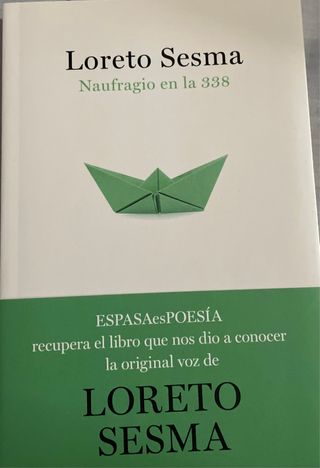 Loreto Sesma
Naufragio en la 338
ESPASAesPOESÍA
recupera el libro que nos dio a conocer
la original voz de
LORETO
SESMA